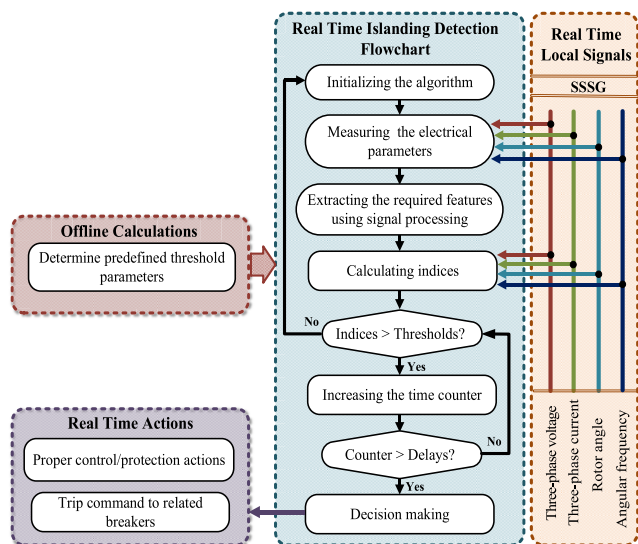 Real Time Islanding Detection
Flowchart
Initializing the algorithm
Measuring the electrical
parameters
Extracting the required features
using signal processing
Calculating indices
No
Indices > Thresholds?
Yes
Increasing the time counter
Counter > Delays?
No
Yes
Decision making
Real Time
Local Signals
SSSG
Three-phase voltage
Three-phase current
Rotor angle
Angular frequency
Offline Calculations
Determine predefined threshold
parameters
Real Time Actions
Proper control/protection actions
Trip command to related
breakers